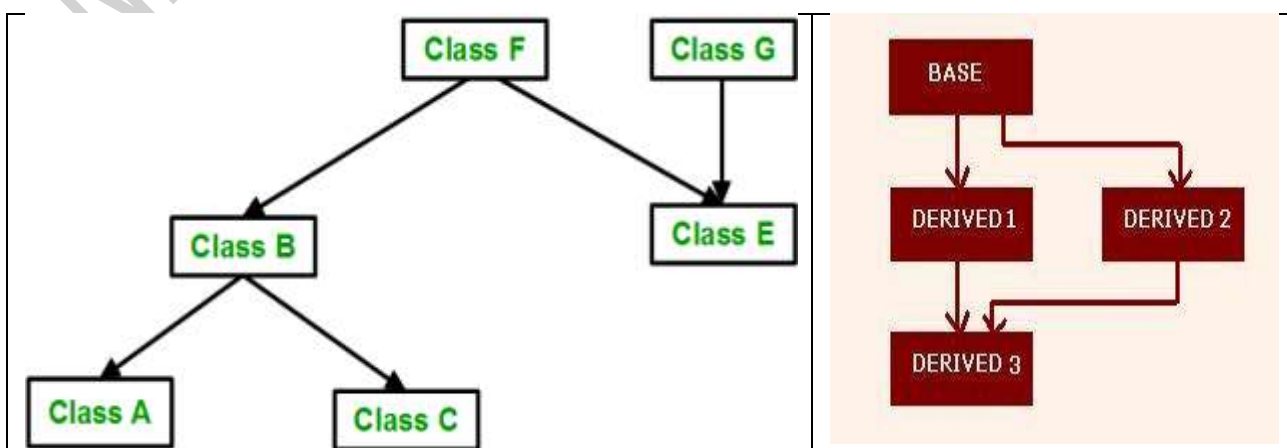 Class F
Class G
Class B
Class E
Class A
Class C
BASE
DERIVED 1
DERIVED 2
DERIVED 3